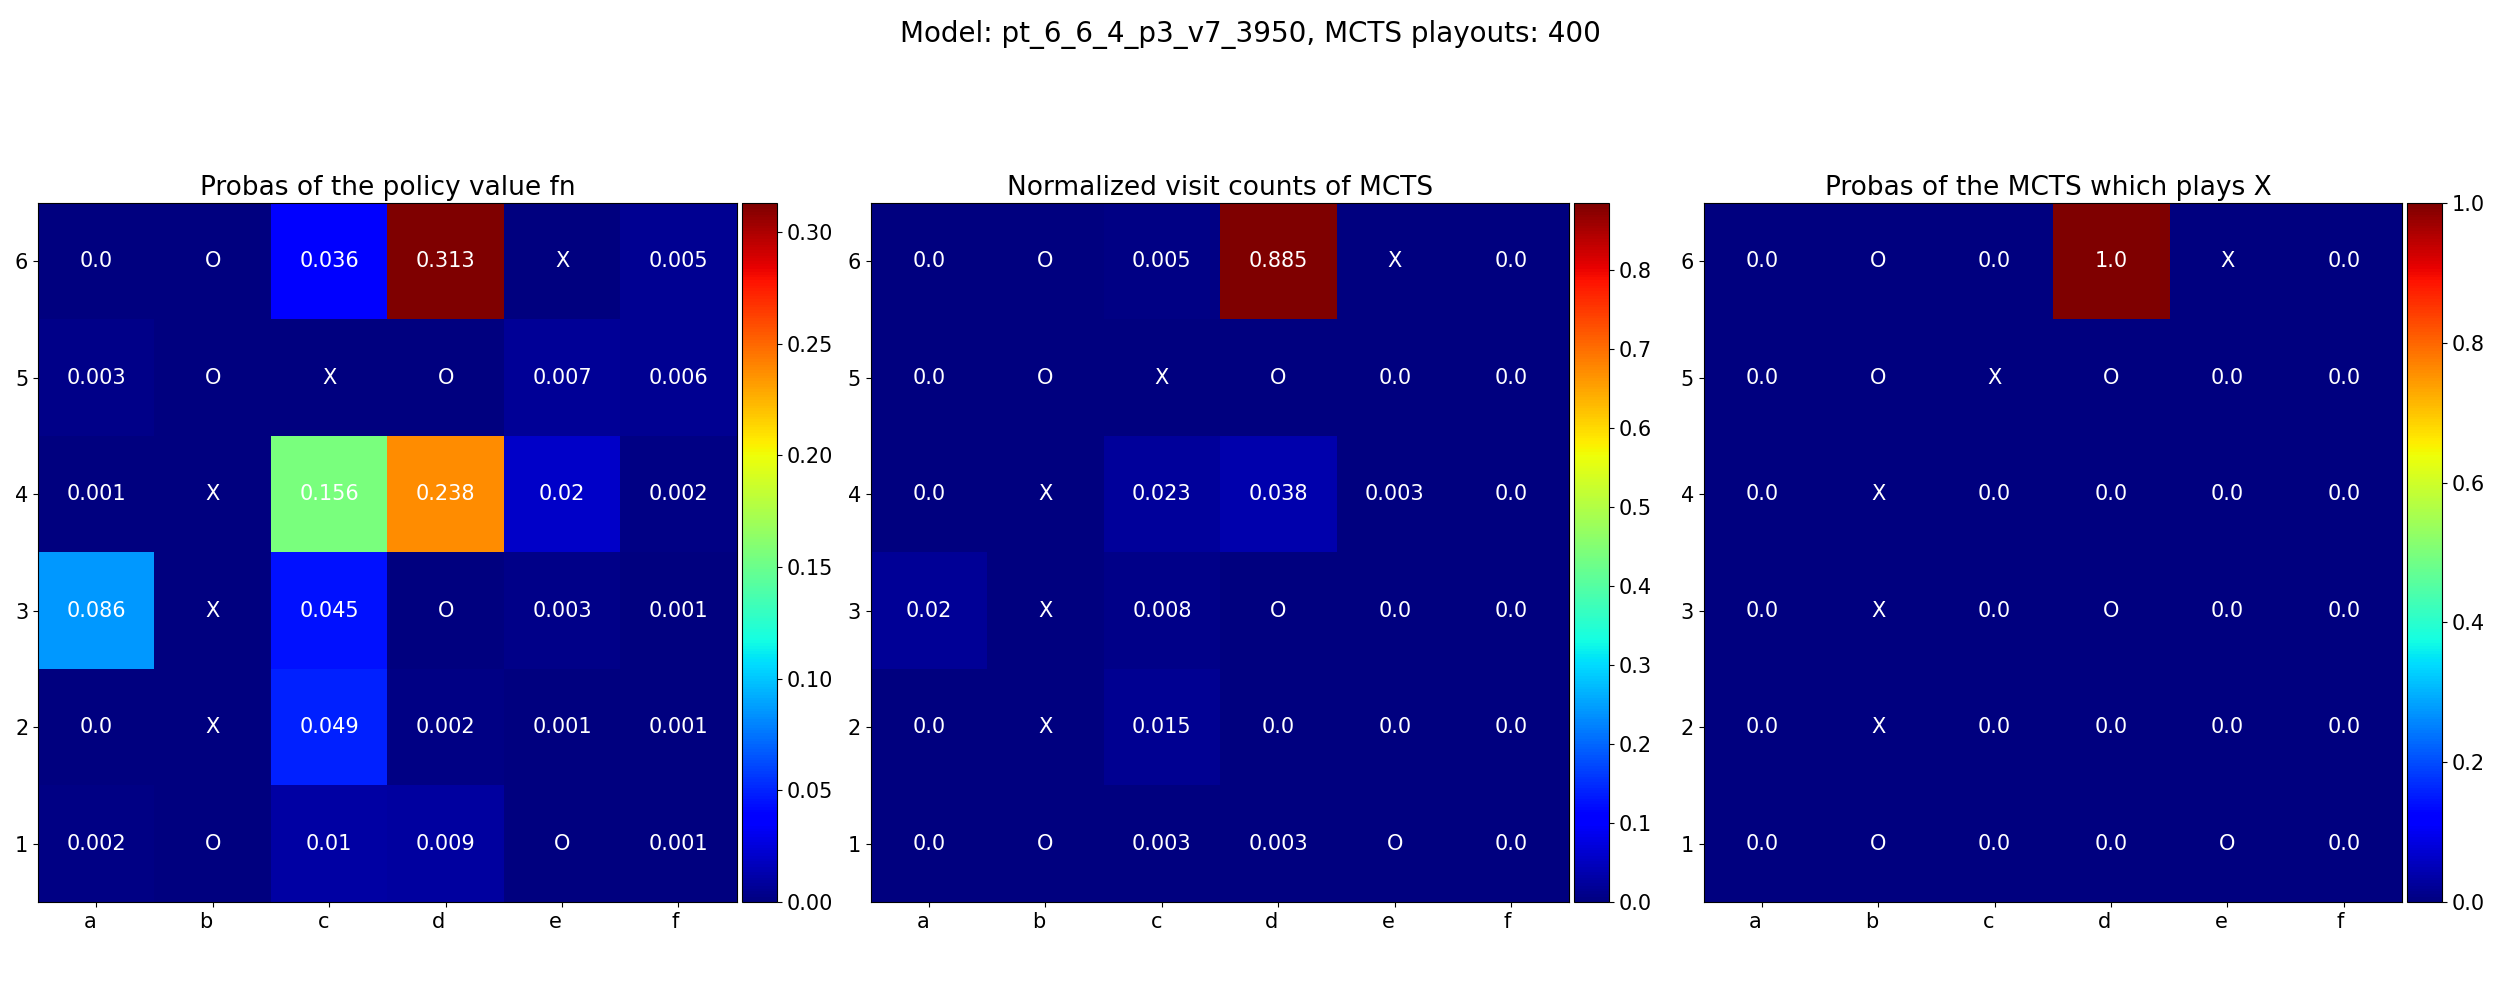 Model: pt_6_6_4_p3_v7_3950, MCTS playouts: 400
Probas of the policy value fn
6 0.0 O 0.036 0.313 X 0.005
5 0.003 O X O 0.007 0.006
4 0.001 X 0.156 0.238 0.02 0.002
3 0.086 X 0.045 O 0.003 0.001
2 0.0 X 0.049 0.002 0.001 0.001
1 0.002 O 0.01 0.009 O 0.001
a b c d e f
0.30
0.25
0.20
0.15
0.10
0.05
0.00
Normalized visit counts of MCTS
6 0.0 O 0.005 0.885 X 0.0
5 0.0 O X O 0.0 0.0
4 0.0 X 0.023 0.038 0.003 0.0
3 0.02 X 0.008 O 0.0 0.0
2 0.0 X 0.015 0.0 0.0 0.0
1 0.0 O 0.003 0.003 O 0.0
a b c d e f
0.8
0.7
0.6
0.5
0.4
0.3
0.2
0.1
0.0
Probas of the MCTS which plays X
6 0.0 O 0.0 1.0 X 0.0
5 0.0 O X O 0.0 0.0
4 0.0 X 0.0 0.0 0.0 0.0
3 0.0 X 0.0 O 0.0 0.0
2 0.0 X 0.0 0.0 0.0 0.0
1 0.0 O 0.0 0.0 O 0.0
a b c d e f
1.0
0.8
0.6
0.4
0.2
0.0